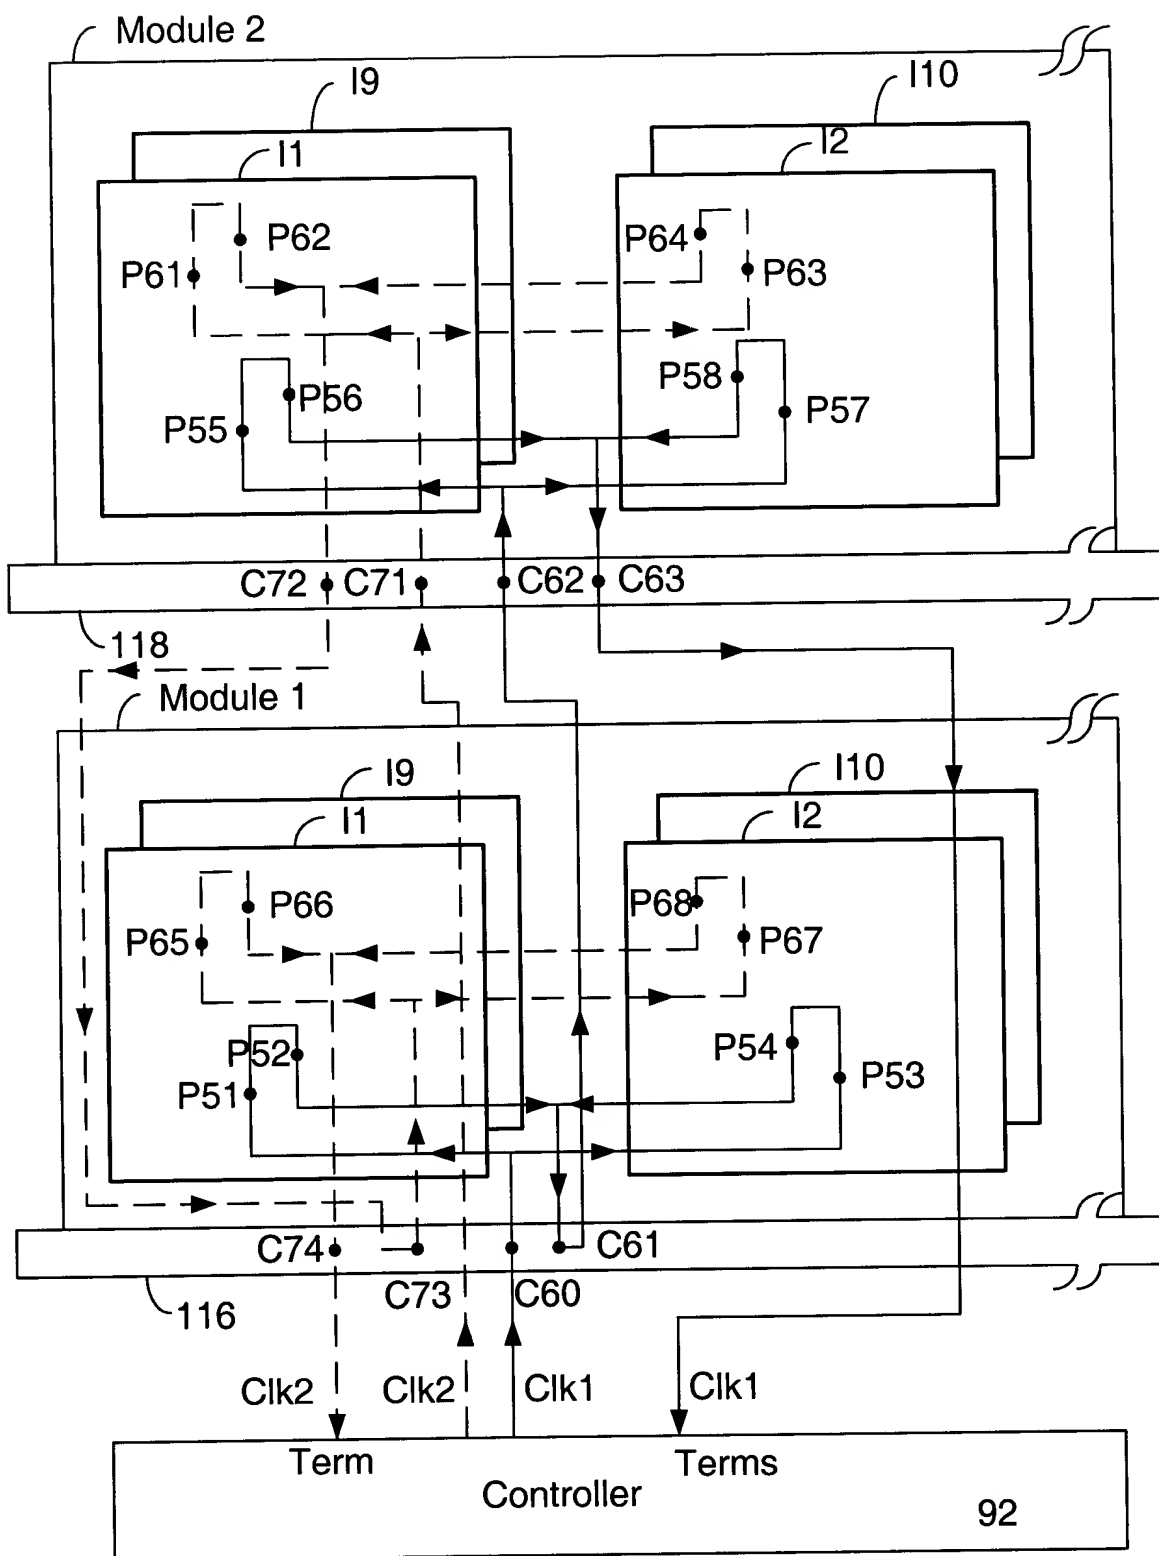 Module 2
I9
I10
I1
I2
P62
P64
P61
P63
P56
P58
P55
P57
C72
C71
C62
C63
118
Module 1
I9
I10
I1
I2
P66
P68
P65
P67
P52
P54
P51
P53
C74
C61
C73
C60
116
Clk2
Clk2
Clk1
Clk1
Term
Terms
Controller
92